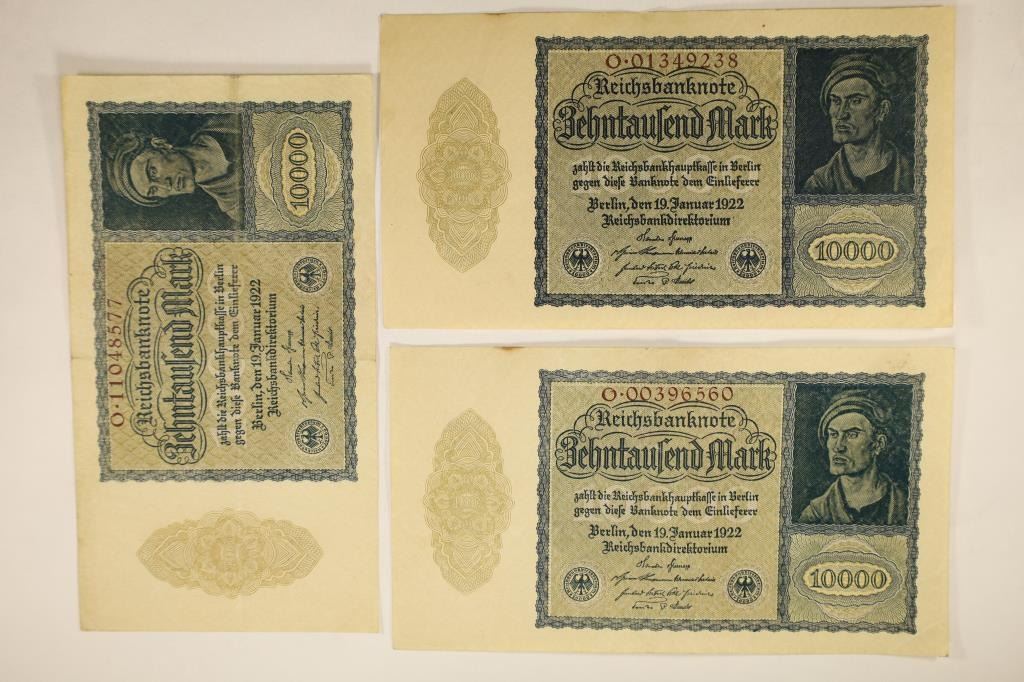 O·11048577
Reichsbanknote
Zehntausend Mark
zahlt die Reichsbankhauptkasse in Berlin
gegen diese Banknote dem Einlieferer
Berlin, den 19. Januar 1922
Reichsbankdirektorium
10000
O·01349238
Reichsbanknote
Zehntausend Mark
zahlt die Reichsbankhauptkasse in Berlin
gegen diese Banknote dem Einlieferer
Berlin, den 19. Januar 1922
Reichsbankdirektorium
10000
O·00396560
Reichsbanknote
Zehntausend Mark
zahlt die Reichsbankhauptkasse in Berlin
gegen diese Banknote dem Einlieferer
Berlin, den 19. Januar 1922
Reichsbankdirektorium
10000